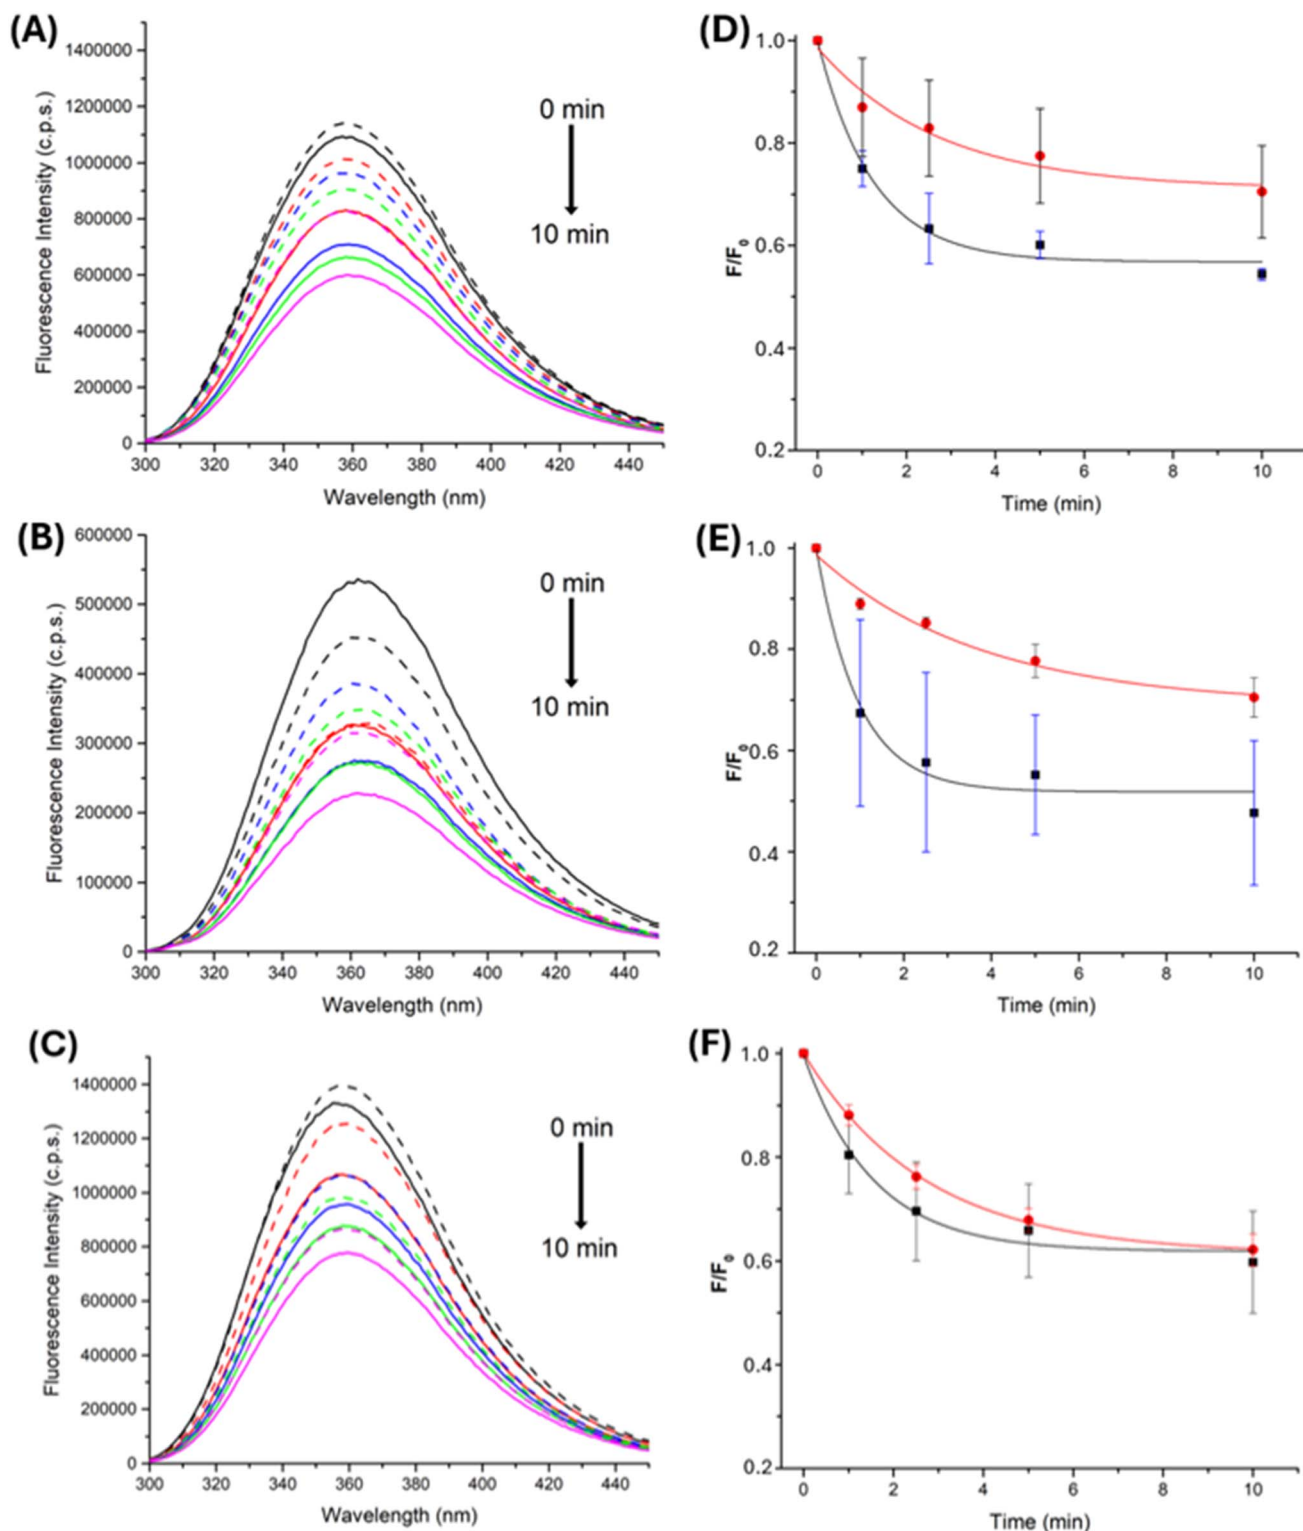 (A)
Fluorescence Intensity (c.p.s.)
1400000
1200000
1000000
800000
600000
400000
200000
0
0 min
10 min
300 320 340 360 380 400 420 440
Wavelength (nm)
(D)
F/F₀
1.0
0.8
0.6
0.4
0.2
0 2 4 6 8 10
Time (min)
(B)
Fluorescence Intensity (c.p.s.)
600000
500000
400000
300000
200000
100000
0
0 min
10 min
300 320 340 360 380 400 420 440
Wavelength (nm)
(E)
F/F₀
1.0
0.8
0.6
0.4
0.2
0 2 4 6 8 10
Time (min)
(C)
Fluorescence Intensity (c.p.s.)
1400000
1200000
1000000
800000
600000
400000
200000
0
0 min
10 min
300 320 340 360 380 400 420 440
Wavelength (nm)
(F)
F/F₀
1.0
0.8
0.6
0.4
0.2
0 2 4 6 8 10
Time (min)